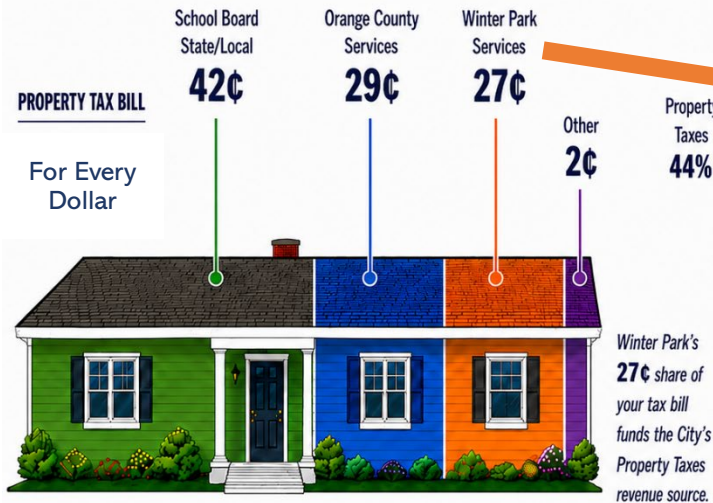 School Board
State/Local
42¢
Orange County
Services
29¢
Winter Park
Services
27¢
PROPERTY TAX BILL
For Every
Dollar
Other
2¢
Property
Taxes
44%
Winter Park's
27¢ share of
your tax bill
funds the City's
Property Taxes
revenue source.